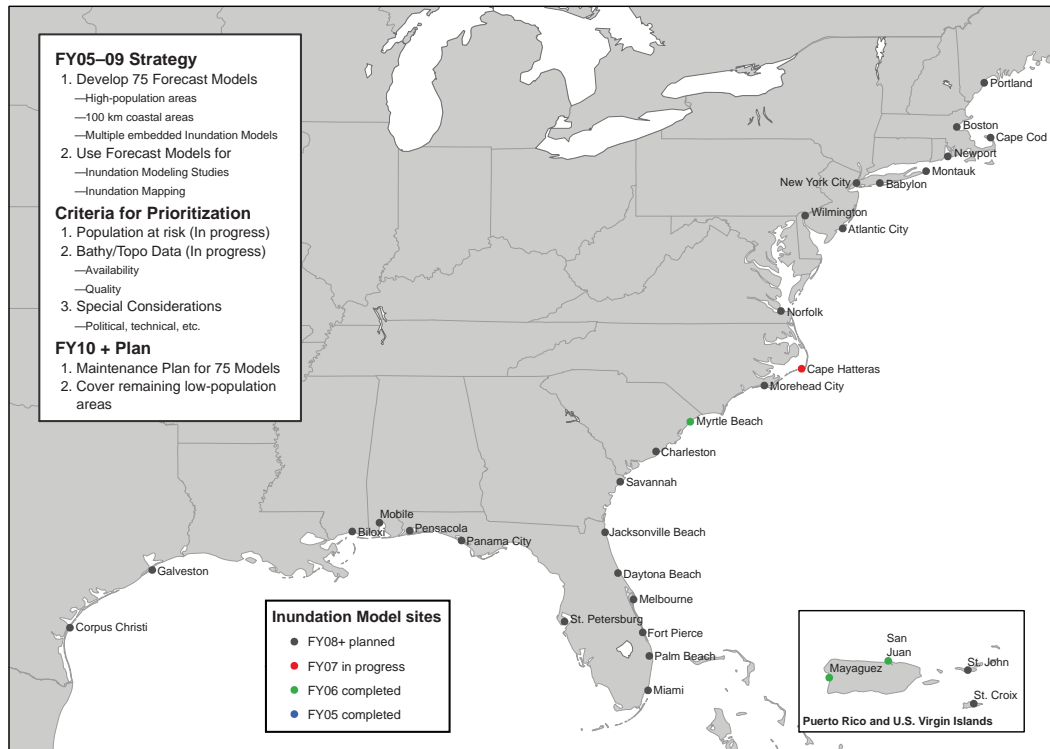 FY05–09 Strategy
1. Develop 75 Forecast Models
—High-population areas
—100 km coastal areas
—Multiple embedded Inundation Models
2. Use Forecast Models for
—Inundation Modeling Studies
—Inundation Mapping
Criteria for Prioritization
1. Population at risk (In progress)
2. Bathy/Topo Data (In progress)
—Availability
—Quality
3. Special Considerations
—Political, technical, etc.
FY10 + Plan
1. Maintenance Plan for 75 Models
2. Cover remaining low-population
areas
Portland
Boston
Cape Cod
Newport
Montauk
New York City
Babylon
Wilmington
Atlantic City
Norfolk
Cape Hatteras
Morehead City
Myrtle Beach
Charleston
Savannah
Mobile
Biloxi
Pensacola
Panama City
Jacksonville Beach
Galveston
Daytona Beach
Melbourne
St. Petersburg
Corpus Christi
Fort Pierce
Palm Beach
Miami
Inundation Model sites
FY08+ planned
FY07 in progress
FY06 completed
FY05 completed
San
Juan
Mayaguez
St. John
St. Croix
Puerto Rico and U.S. Virgin Islands